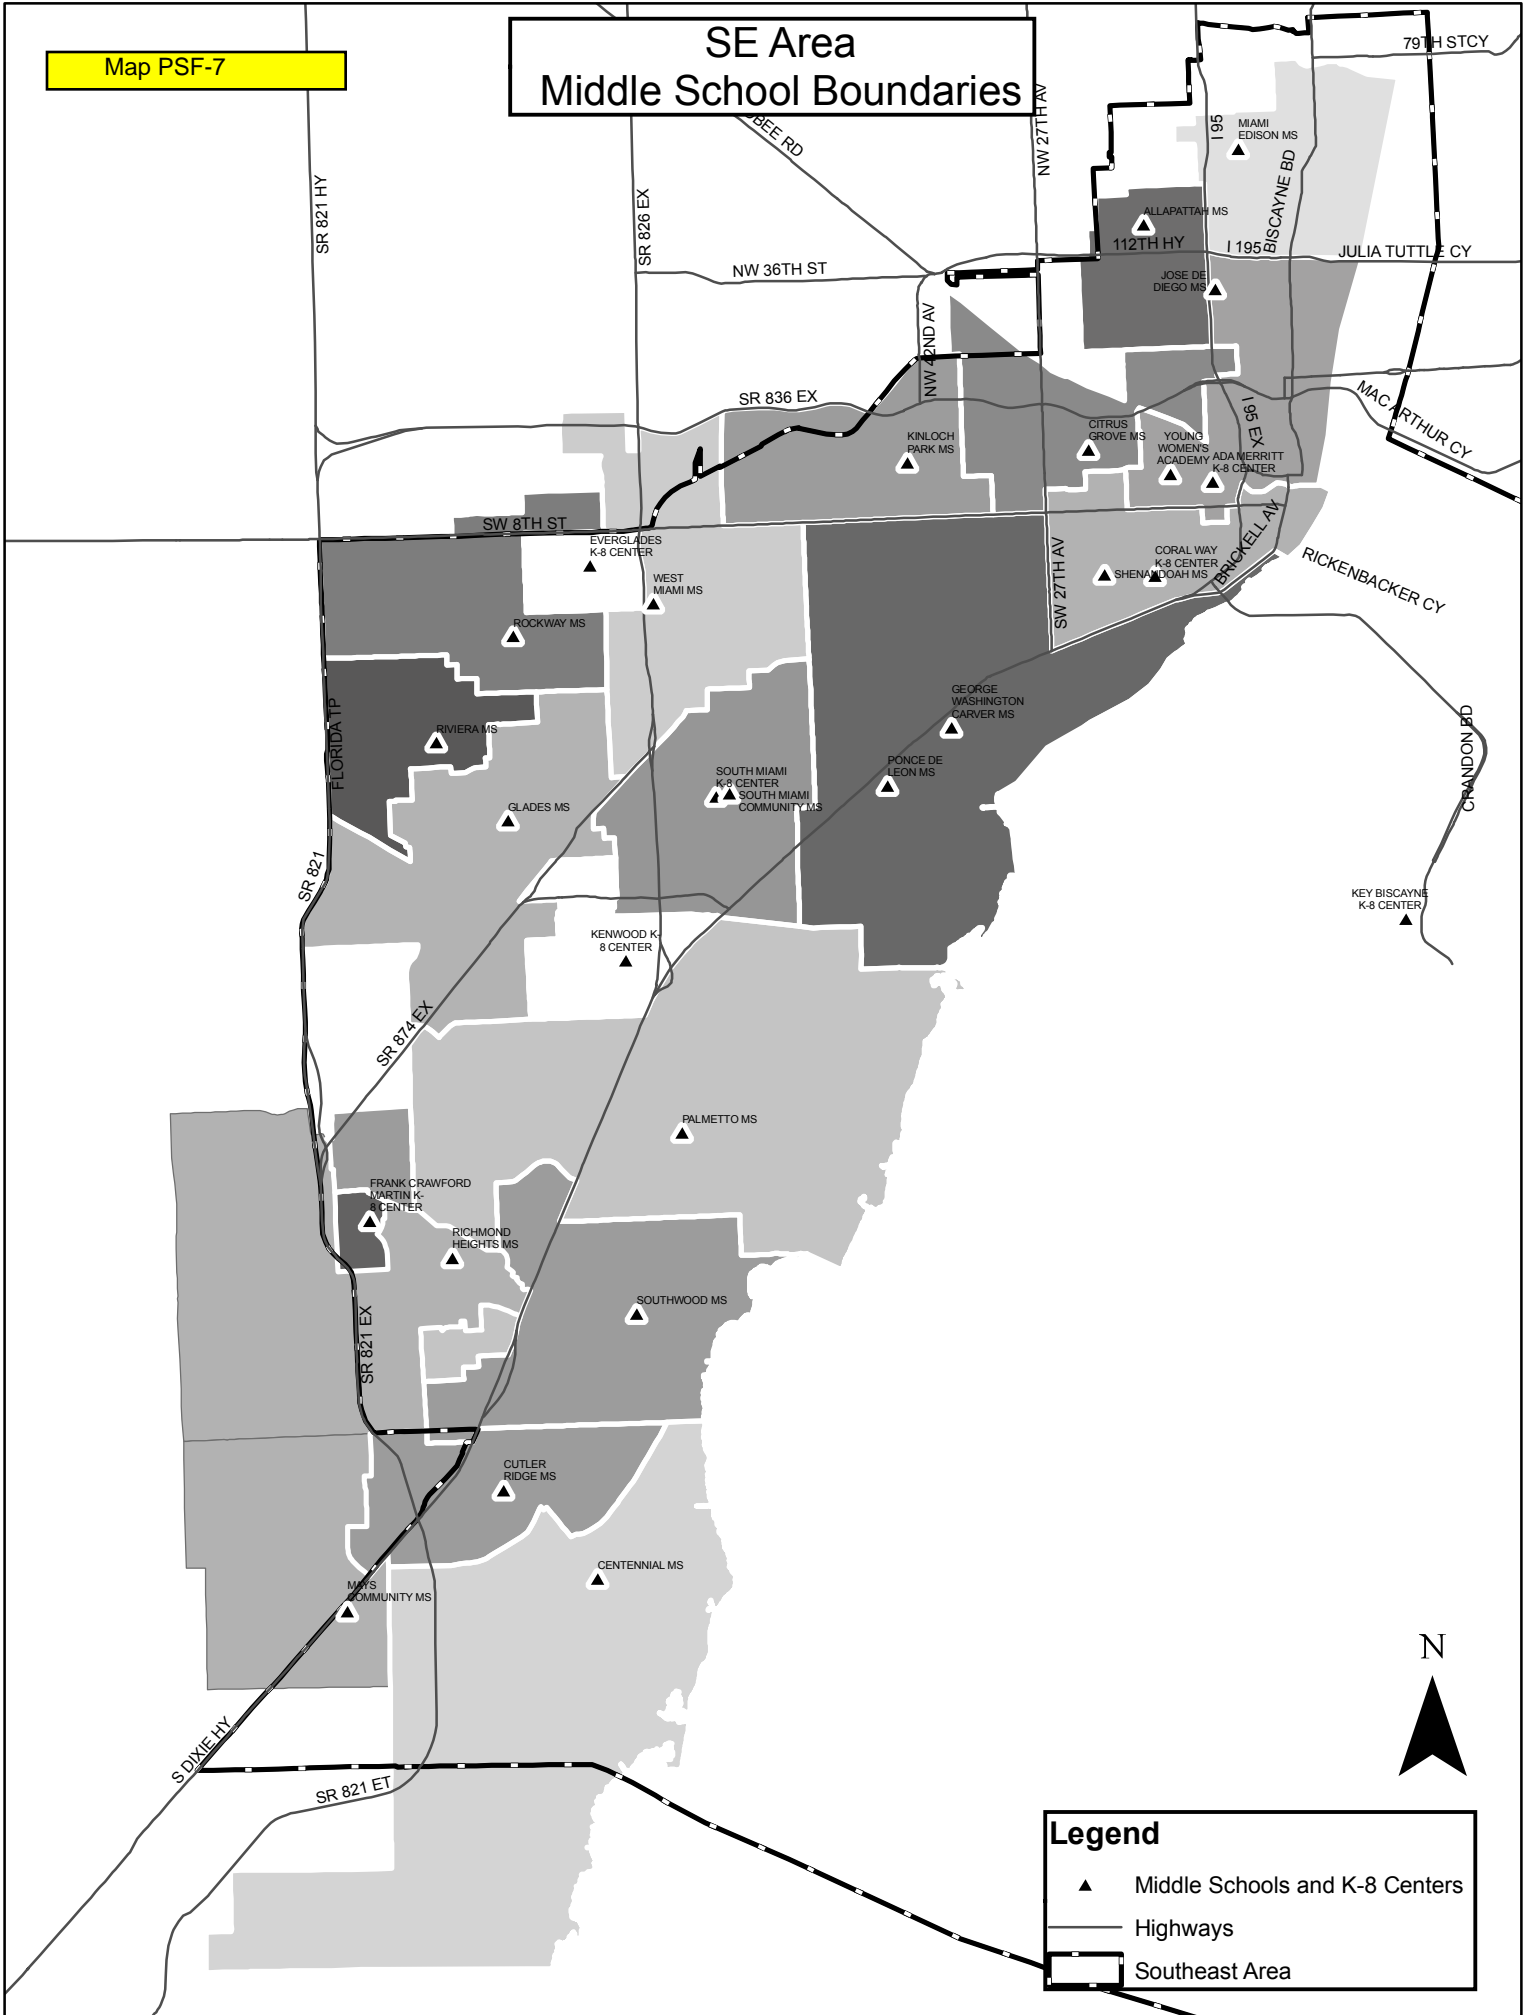 Map PSF-7
SE Area
Middle School Boundaries
79TH STCY
OBEE RD
NW 27TH AV
I 95
MIAMI
EDISON MS
BISCAYNE BD
SR 821 HY
SR 826 EX
ALLAPATTAH MS
112TH HY
I 195
JULIA TUTTLE CY
NW 36TH ST
JOSE DE
DIEGO MS
NW 42ND AV
SR 836 EX
MAC ARTHUR CY
I 95 EX
KINLOCH
PARK MS
CITRUS
GROVE MS
YOUNG
WOMEN'S
ACADEMY
ADA MERRITT
K-8 CENTER
SW 8TH ST
EVERGLADES
K-8 CENTER
WEST
MIAMI MS
SW 27TH AV
CORAL WAY
K-8 CENTER
SHENANDOAH MS
BRICKELL AV
RICKENBACKER CY
ROCKWAY MS
FLORIDA TP
RIVIERA MS
GEORGE
WASHINGTON
CARVER MS
CRANDON BD
PONCE DE
LEON MS
SOUTH MIAMI
K-8 CENTER
SOUTH MIAMI
COMMUNITY MS
GLADES MS
SR 821
KEY BISCAYNE
K-8 CENTER
KENWOOD K-
8 CENTER
SR 874 EX
PALMETTO MS
FRANK CRAWFORD
MARTIN K-
8 CENTER
RICHMOND
HEIGHTS MS
SOUTHWOOD MS
SR 821 EX
CUTLER
RIDGE MS
CENTENNIAL MS
MAYS
COMMUNITY MS
N
S DIXIE HY
SR 821 ET
Legend
Middle Schools and K-8 Centers
Highways
Southeast Area